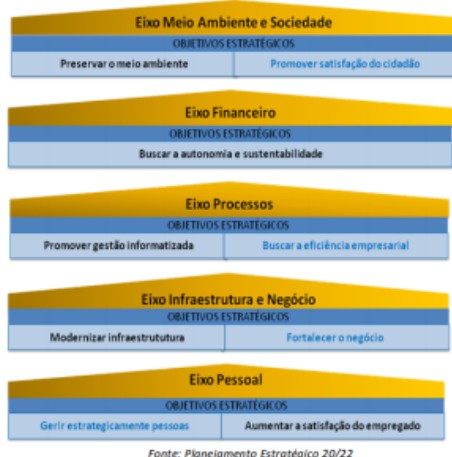 Eixo Meio Ambiente e Sociedade
OBJETIVOS ESTRATÉGICOS
Preservar o meio ambiente Promover satisfação do cidadão
Eixo Financeiro
OBJETIVOS ESTRATÉGICOS
Buscar a autonomia e sustentabilidade
Eixo Processos
OBJETIVOS ESTRATÉGICOS
Promover gestão informatizada Buscar a eficiência empresarial
Eixo Infraestrutura e Negócio
OBJETIVOS ESTRATÉGICOS
Modernizar infraestrututura Fortalecer o negócio
Eixo Pessoal
OBJETIVOS ESTRATÉGICOS
Gerir estrategicamente pessoas Aumentar a satisfação do empregado
Fonte: Planejamento Estratégico 20/22